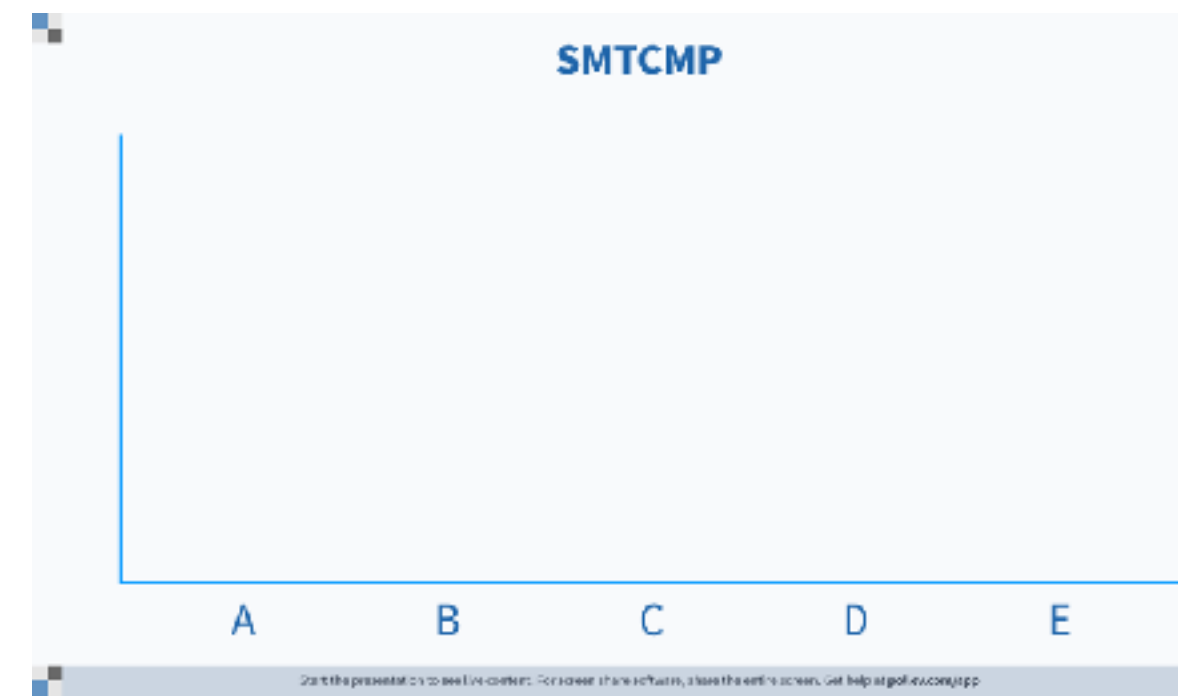 SMTCMP
A B C D E
Start the presentation to see live content. For screen share software, share the entire screen. Get help at pollev.com/app